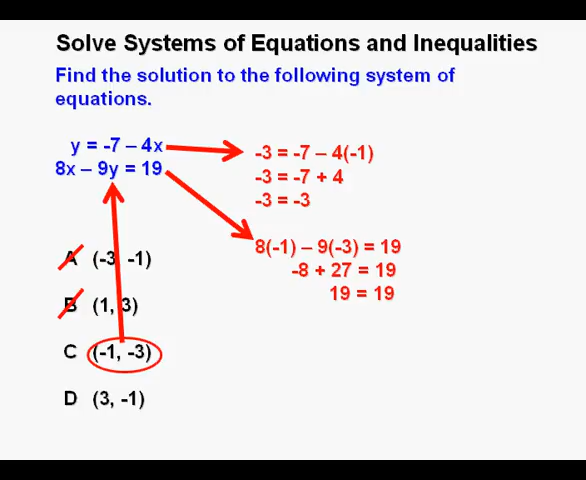 Solve Systems of Equations and Inequalities
Find the solution to the following system of
equations.
y = -7 – 4x
8x – 9y = 19
-3 = -7 – 4(-1)
-3 = -7 + 4
-3 = -3
8(-1) – 9(-3) = 19
-8 + 27 = 19
19 = 19
A (-3, -1)
B (1, 3)
C (-1, -3)
D (3, -1)